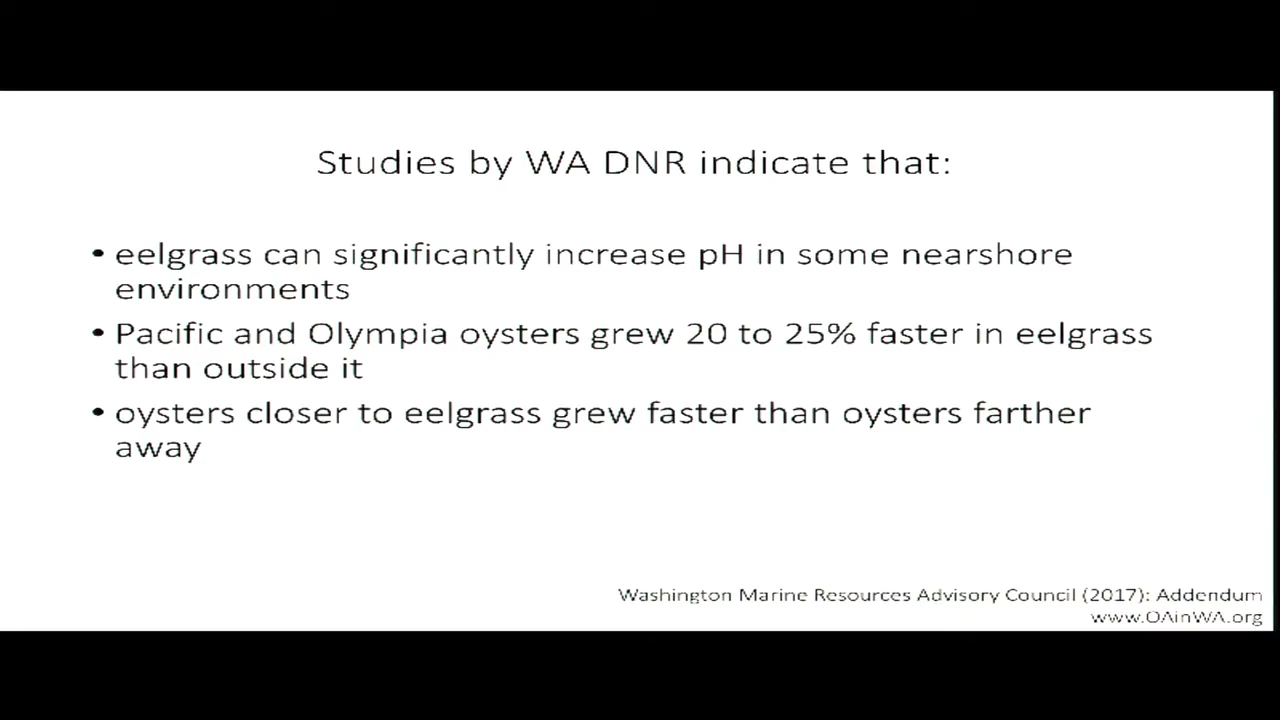 Studies by WA DNR indicate that:
• eelgrass can significantly increase pH in some nearshore
environments
• Pacific and Olympia oysters grew 20 to 25% faster in eelgrass
than outside it
• oysters closer to eelgrass grew faster than oysters farther
away
Washington Marine Resources Advisory Council (2017): Addendum
www.OAinWA.org